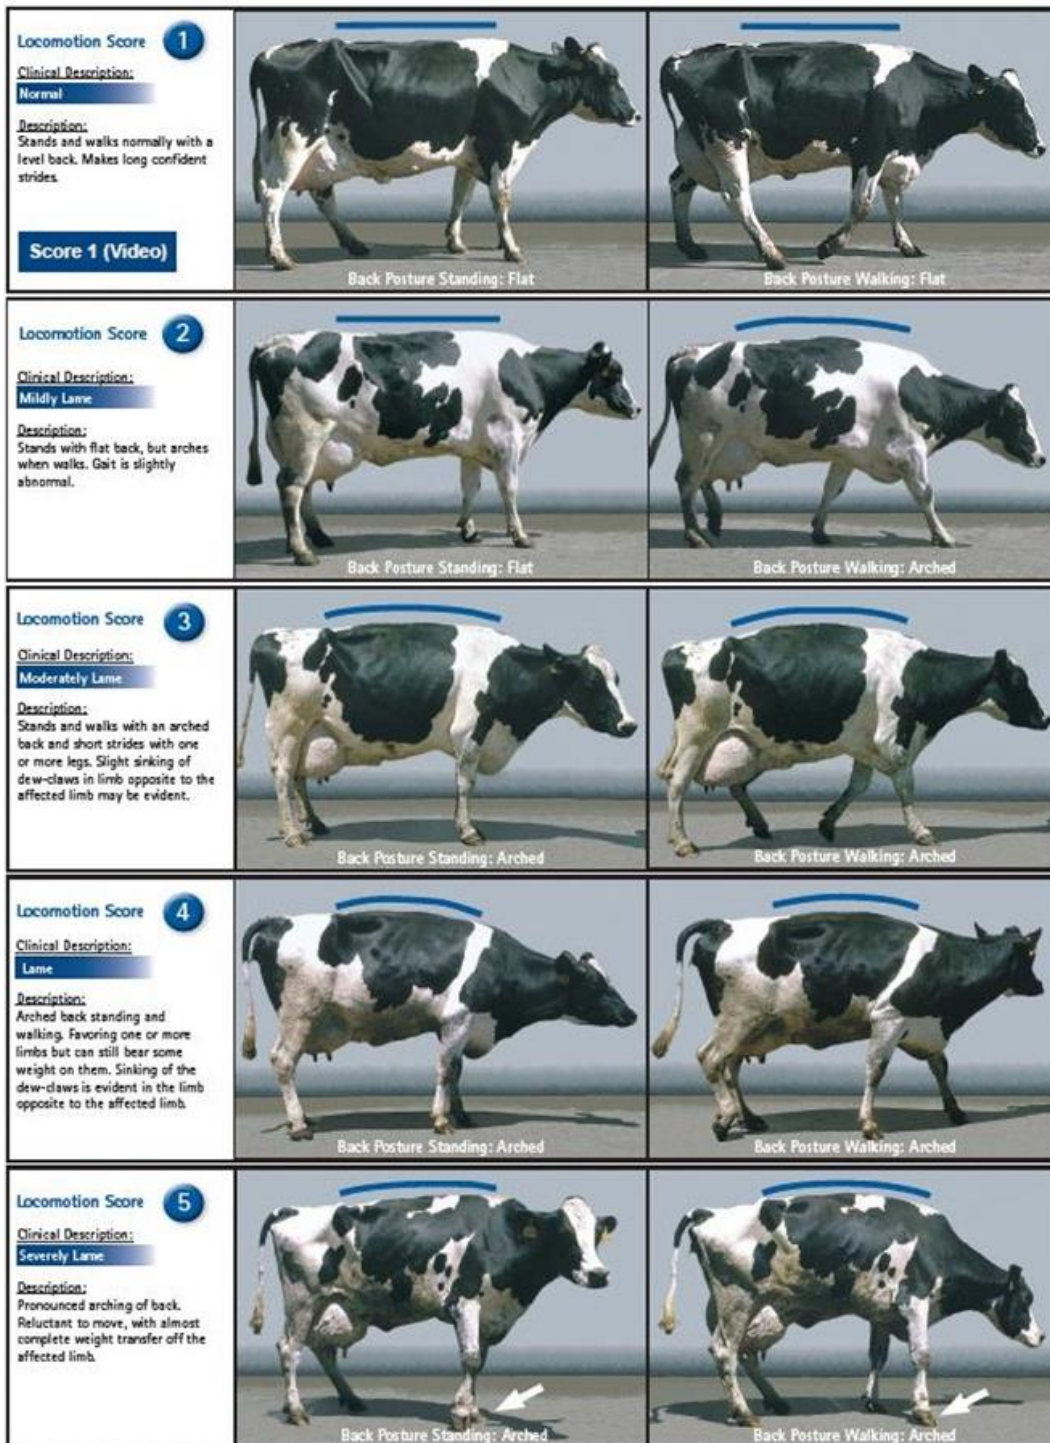 Locomotion Score 1
Clinical Description:
Normal
Description:
Stands and walks normally with a
level back. Makes long confident
strides.
Score 1 (Video)
Back Posture Standing: Flat
Back Posture Walking: Flat
Locomotion Score 2
Clinical Description:
Mildly Lame
Description:
Stands with flat back, but arches
when walks. Gait is slightly
abnormal.
Back Posture Standing: Flat
Back Posture Walking: Arched
Locomotion Score 3
Clinical Description:
Moderately Lame
Description:
Stands and walks with an arched
back and short strides with one
or more legs. Slight sinking of
dew-claws in limb opposite to the
affected limb may be evident.
Back Posture Standing: Arched
Back Posture Walking: Arched
Locomotion Score 4
Clinical Description:
Lame
Description:
Arched back standing and
walking. Favoring one or more
limbs but can still bear some
weight on them. Sinking of the
dew-claws is evident in the limb
opposite to the affected limb.
Back Posture Standing: Arched
Back Posture Walking: Arched
Locomotion Score 5
Clinical Description:
Severely Lame
Description:
Pronounced arching of back.
Reluctant to move, with almost
complete weight transfer off the
affected limb.
Back Posture Standing: Arched
Back Posture Walking: Arched